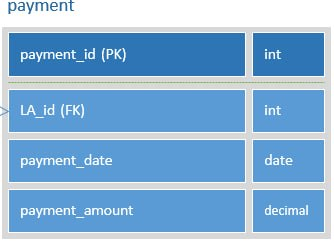 payment
payment_id (PK) int
LA_id (FK) int
payment_date date
payment_amount decimal